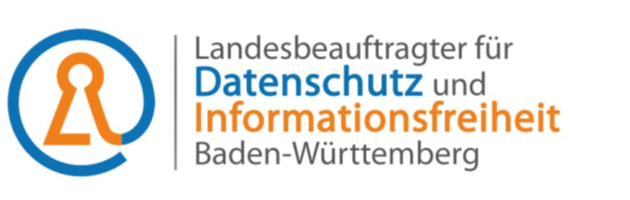 Landesbeauftragter für
Datenschutz und
Informationsfreiheit
Baden-Württemberg